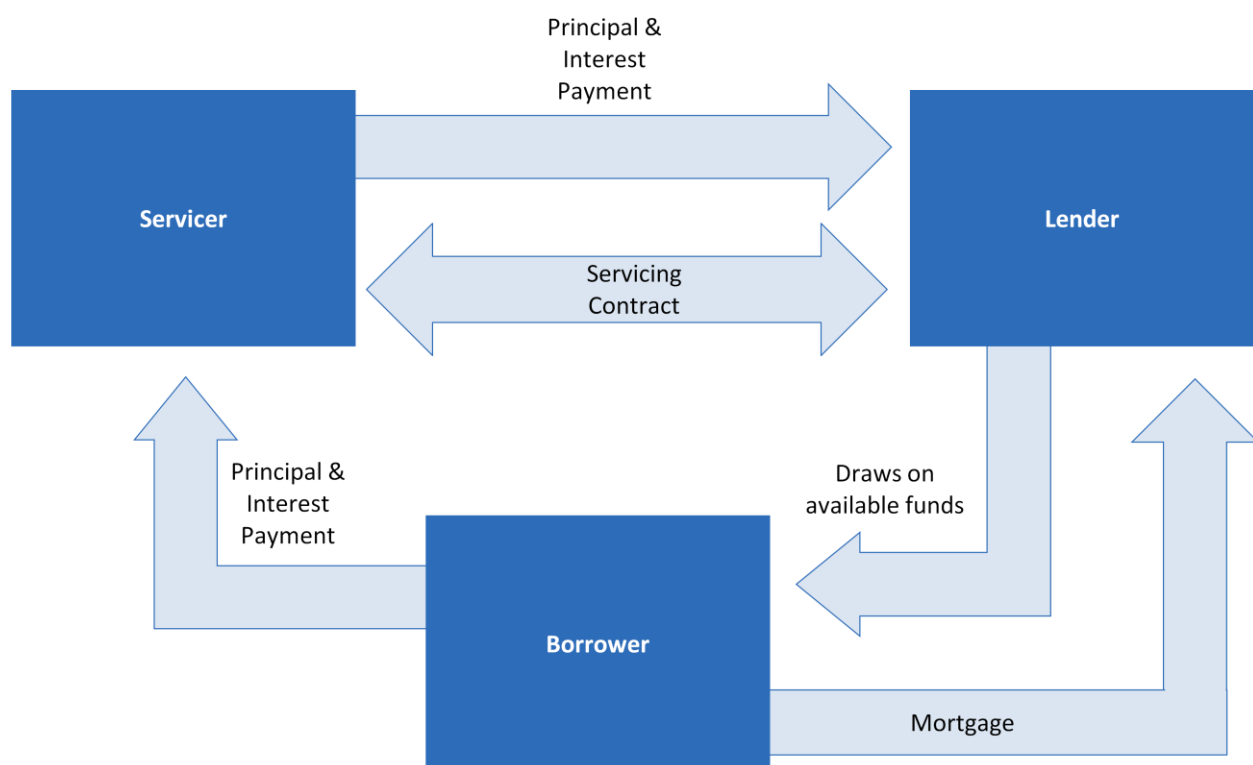 Principal &
Interest
Payment
Servicer
Lender
Servicing
Contract
Principal &
Interest
Payment
Draws on
available funds
Borrower
Mortgage